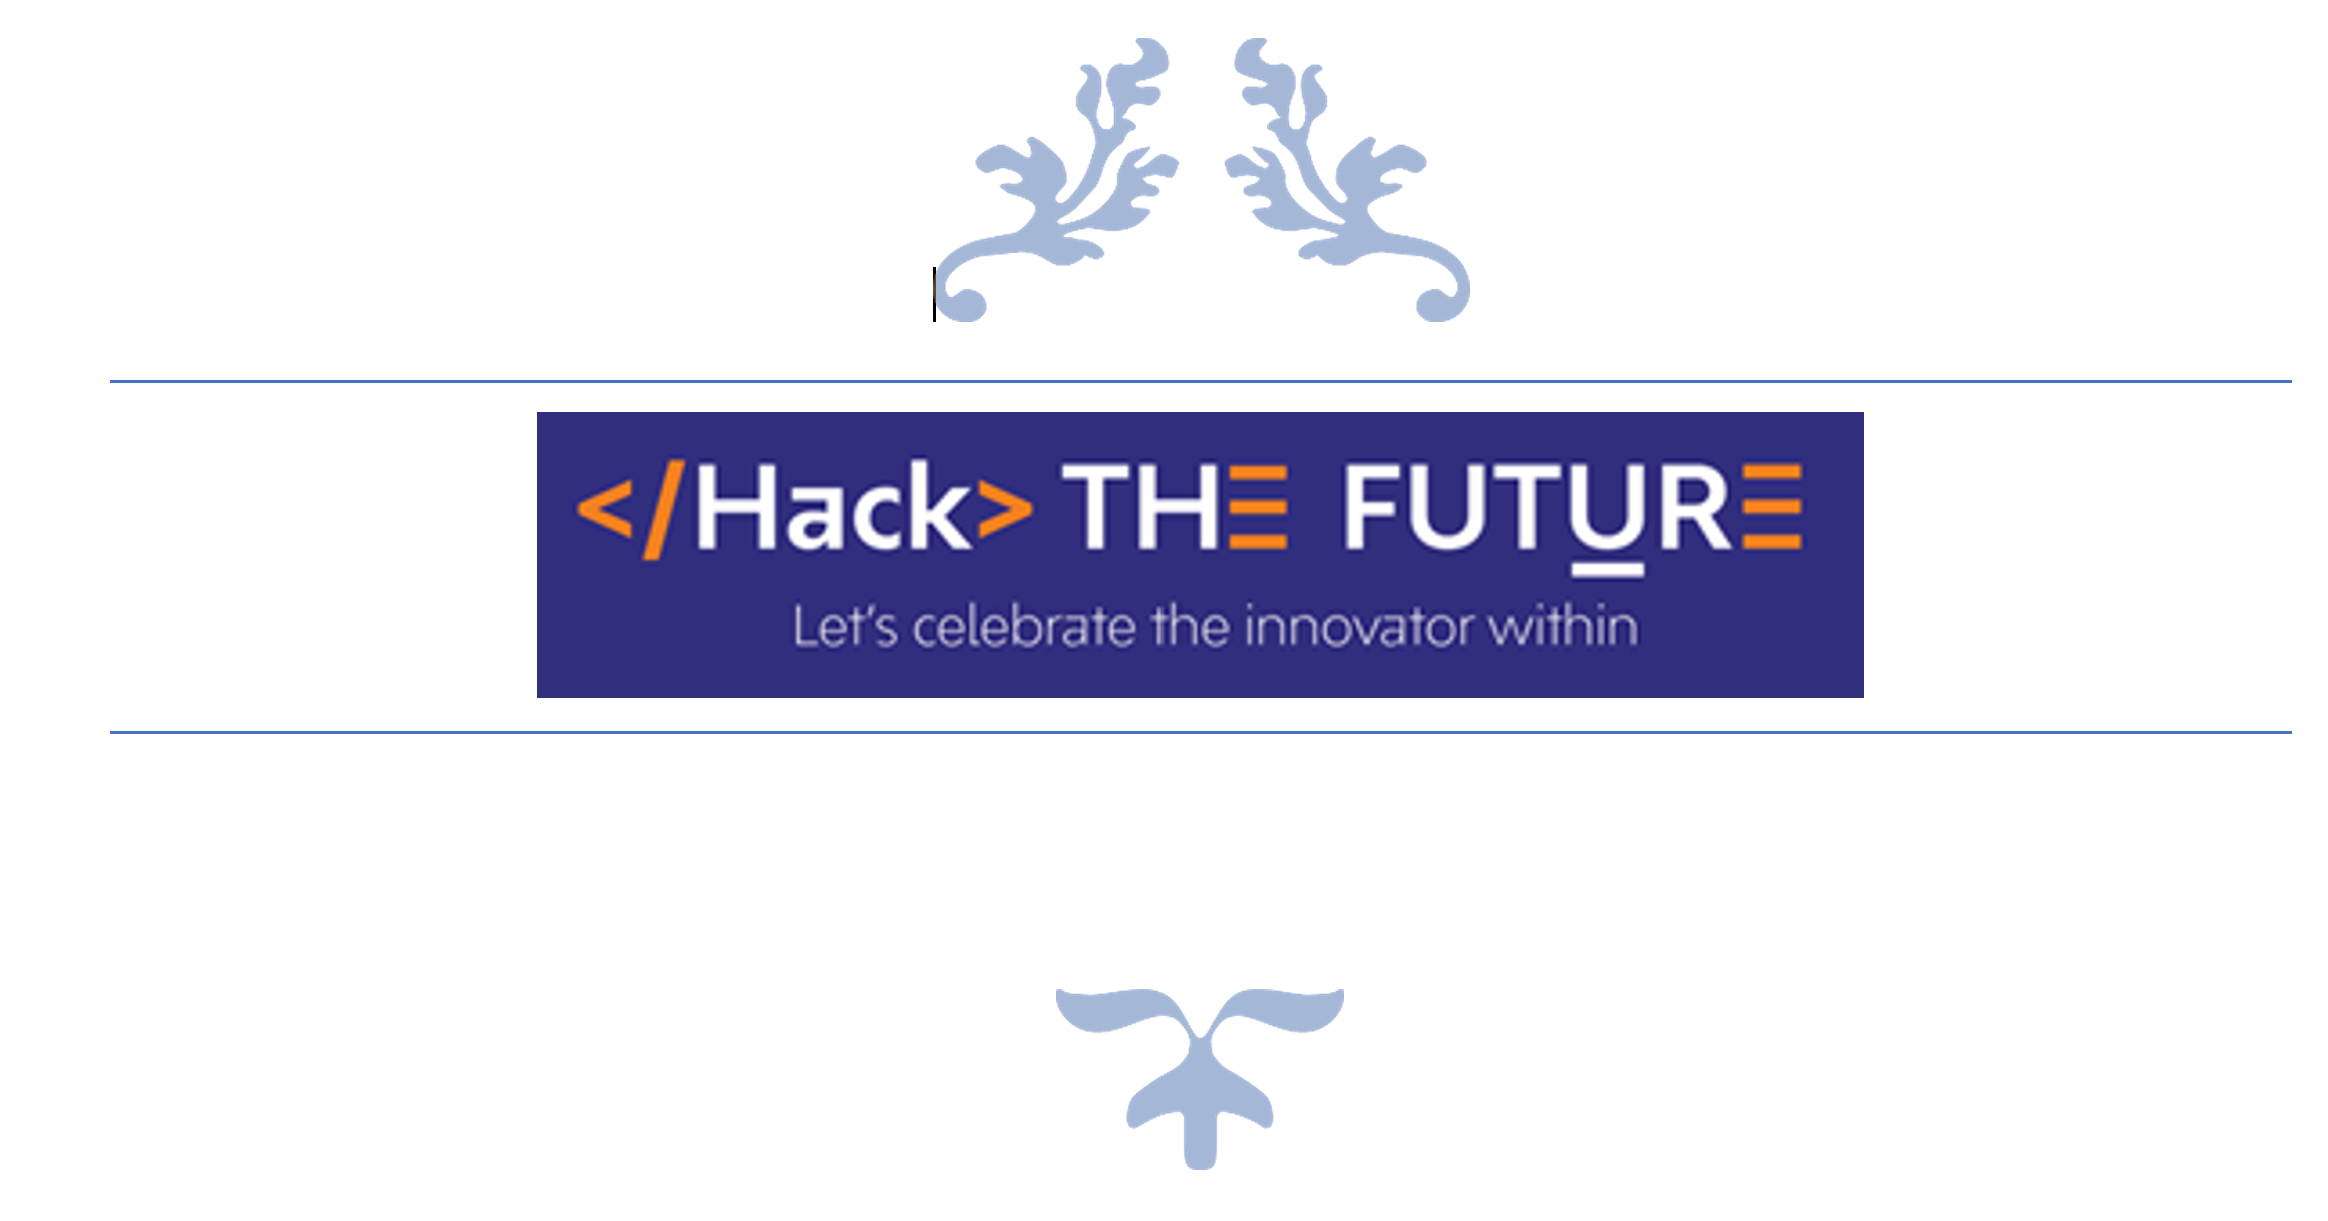 </Hack> THE FUTURE
Let's celebrate the innovator within